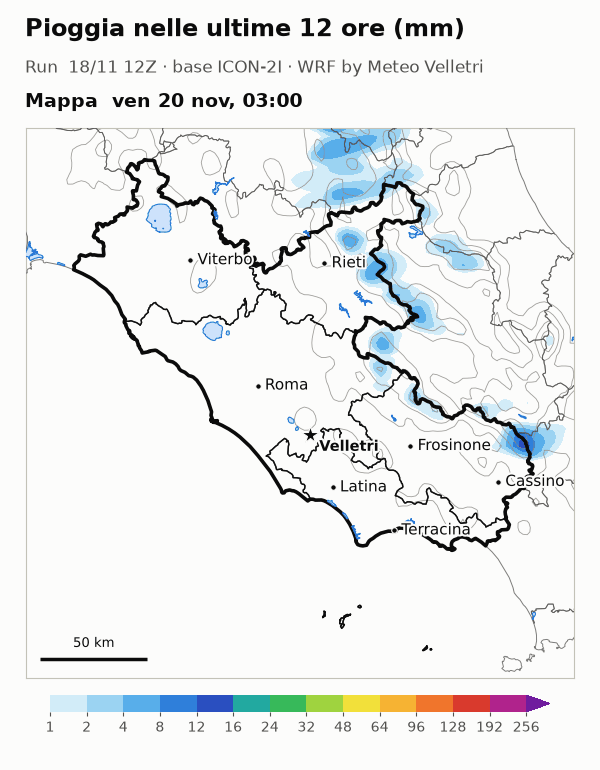 Pioggia nelle ultime 12 ore (mm)
Run  18/11 12Z · base ICON-2I · WRF by Meteo Velletri
Mappa  ven 20 nov, 03:00
Viterbo
Rieti
Roma
Velletri
Frosinone
Cassino
Latina
Terracina
50 km
1 2 4 8 12 16 24 32 48 64 96 128 192 256